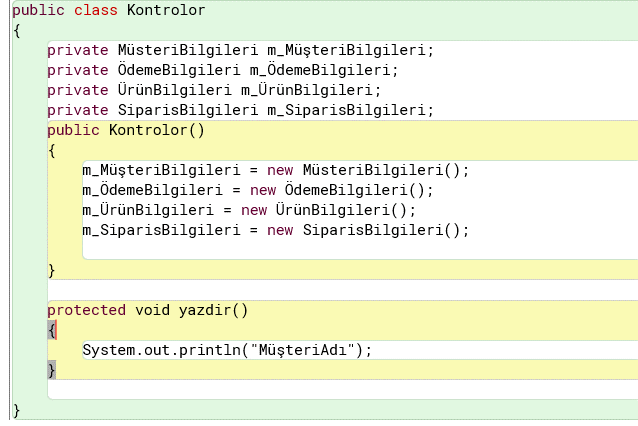 public class Kontrolor
{
private MüsteriBilgileri m_MüşteriBilgileri;
private ÖdemeBilgileri m_ÖdemeBilgileri;
private ÜrünBilgileri m_ÜrünBilgileri;
private SiparisBilgileri m_SiparisBilgileri;
public Kontrolor()
{
m_MüşteriBilgileri = new MüsteriBilgileri();
m_ÖdemeBilgileri = new ÖdemeBilgileri();
m_ÜrünBilgileri = new ÜrünBilgileri();
m_SiparisBilgileri = new SiparisBilgileri();
}
protected void yazdir()
{
System.out.println("MüşteriAdı");
}
}